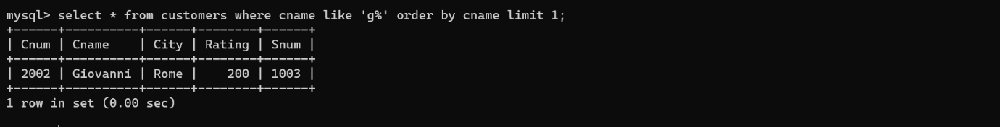 mysql> select * from customers where cname like 'g%' order by cname limit 1;
+------+----------+------+--------+------+
| Cnum | Cname    | City | Rating | Snum |
+------+----------+------+--------+------+
| 2002 | Giovanni | Rome |    200 | 1003 |
+------+----------+------+--------+------+
1 row in set (0.00 sec)